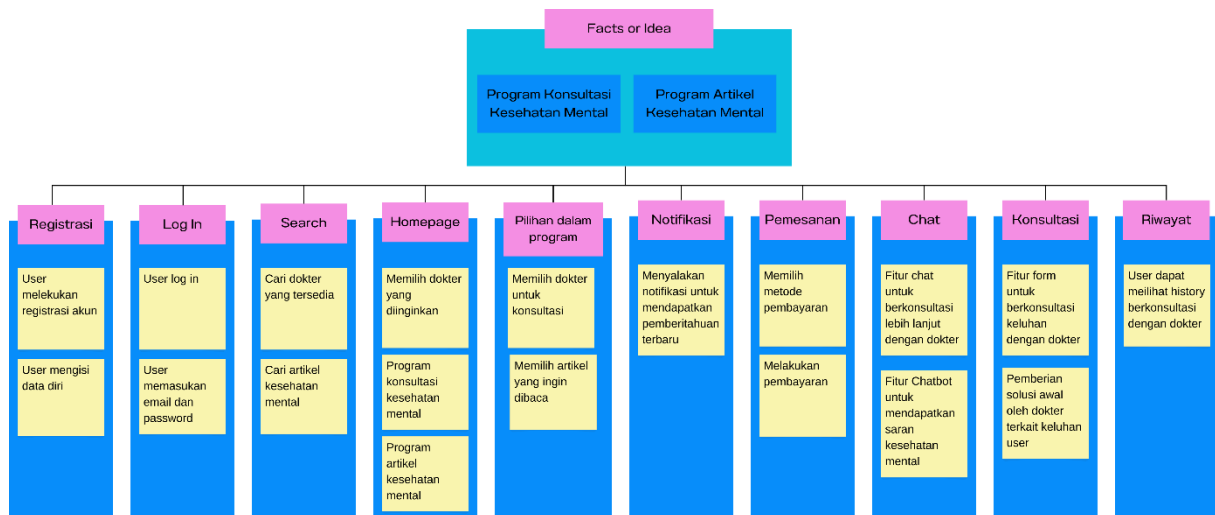 Facts or Idea
Program Konsultasi
Kesehatan Mental
Program Artikel
Kesehatan Mental
Registrasi
User
melekukan
registrasi akun
User mengisi
data diri
Log In
User log in
User
memasukan
email dan
password
Search
Cari dokter
yang tersedia
Cari artikel
kesehatan
mental
Homepage
Memilih dokter
yang
diinginkan
Program
konsultasi
kesehatan
mental
Program
artikel
kesehatan
mental
Pilihan dalam
program
Memilih dokter
untuk
konsultasi
Memilih artikel
yang ingin
dibaca
Notifikasi
Menyalakan
notifikasi untuk
mendapatkan
pemberitahuan
terbaru
Pemesanan
Memilih
metode
pembayaran
Melakukan
pembayaran
Chat
Fitur chat
untuk
berkonsultasi
lebih lanjut
dengan dokter
Fitur Chatbot
untuk
mendapatkan
saran
kesehatan
mental
Konsultasi
Fitur form
untuk
berkonsultasi
keluhan
dengan dokter
Pemberian
solusi awal
oleh dokter
terkait keluhan
user
Riwayat
User dapat
meilihat history
berkonsultasi
dengan dokter